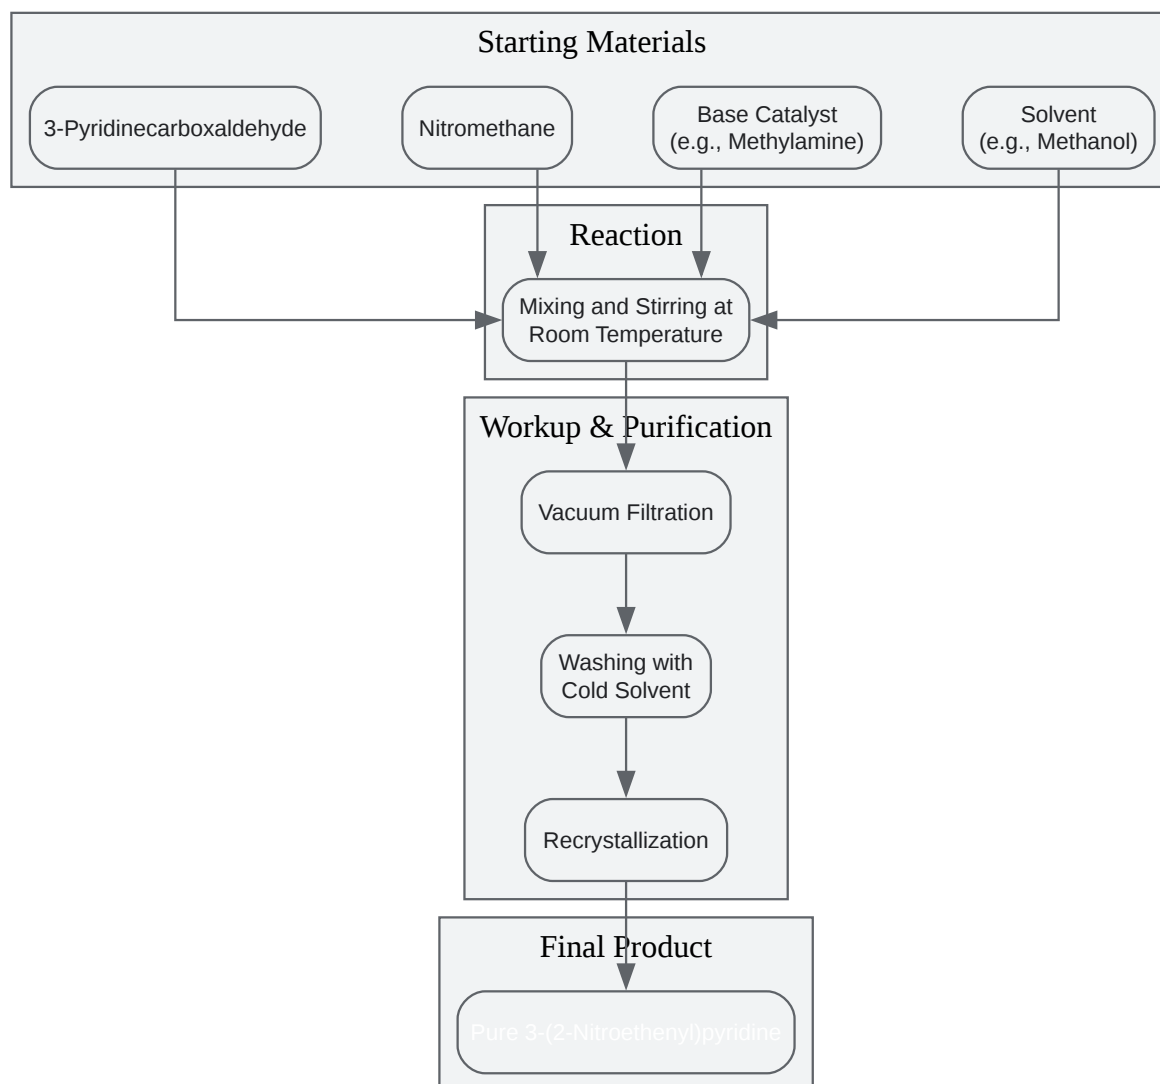 Starting Materials
3-Pyridinecarboxaldehyde
Nitromethane
Base Catalyst
(e.g., Methylamine)
Solvent
(e.g., Methanol)
Reaction
Mixing and Stirring at
Room Temperature
Workup & Purification
Vacuum Filtration
Washing with
Cold Solvent
Recrystallization
Final Product
Pure 3-(2-Nitroethenyl)pyridine